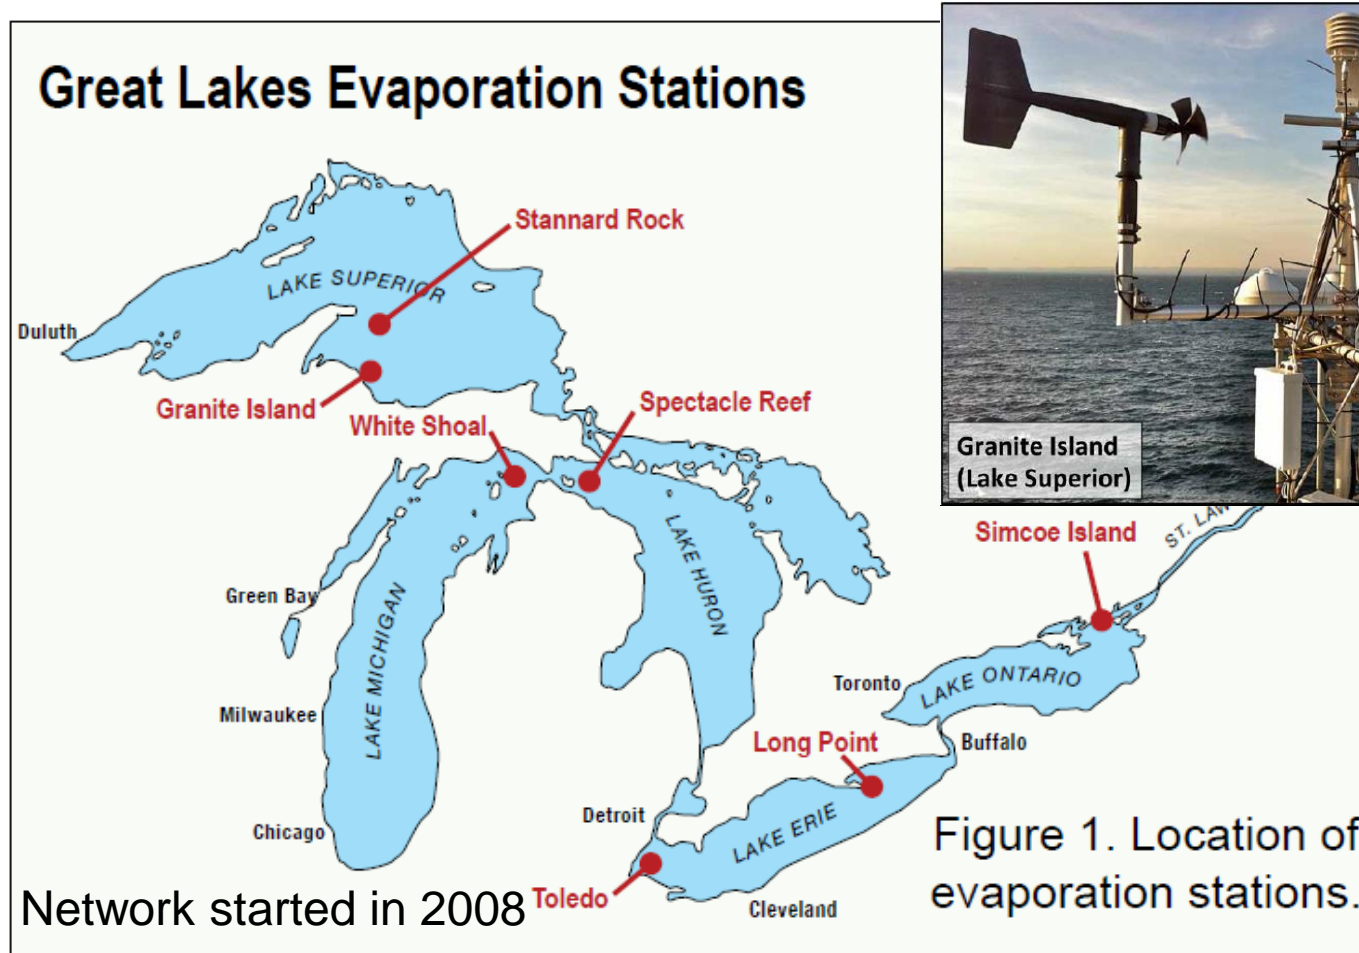 Great Lakes Evaporation Stations
Stannard Rock
LAKE SUPERIOR
Duluth
Granite Island
White Shoal
Spectacle Reef
Granite Island
(Lake Superior)
Simcoe Island
ST.
LAKE HURON
Green Bay
LAKE MICHIGAN
Toronto
LAKE ONTARIO
Milwaukee
Long Point
Buffalo
Detroit
Chicago
LAKE ERIE
Figure 1. Location of
evaporation stations.
Toledo
Cleveland
Network started in 2008